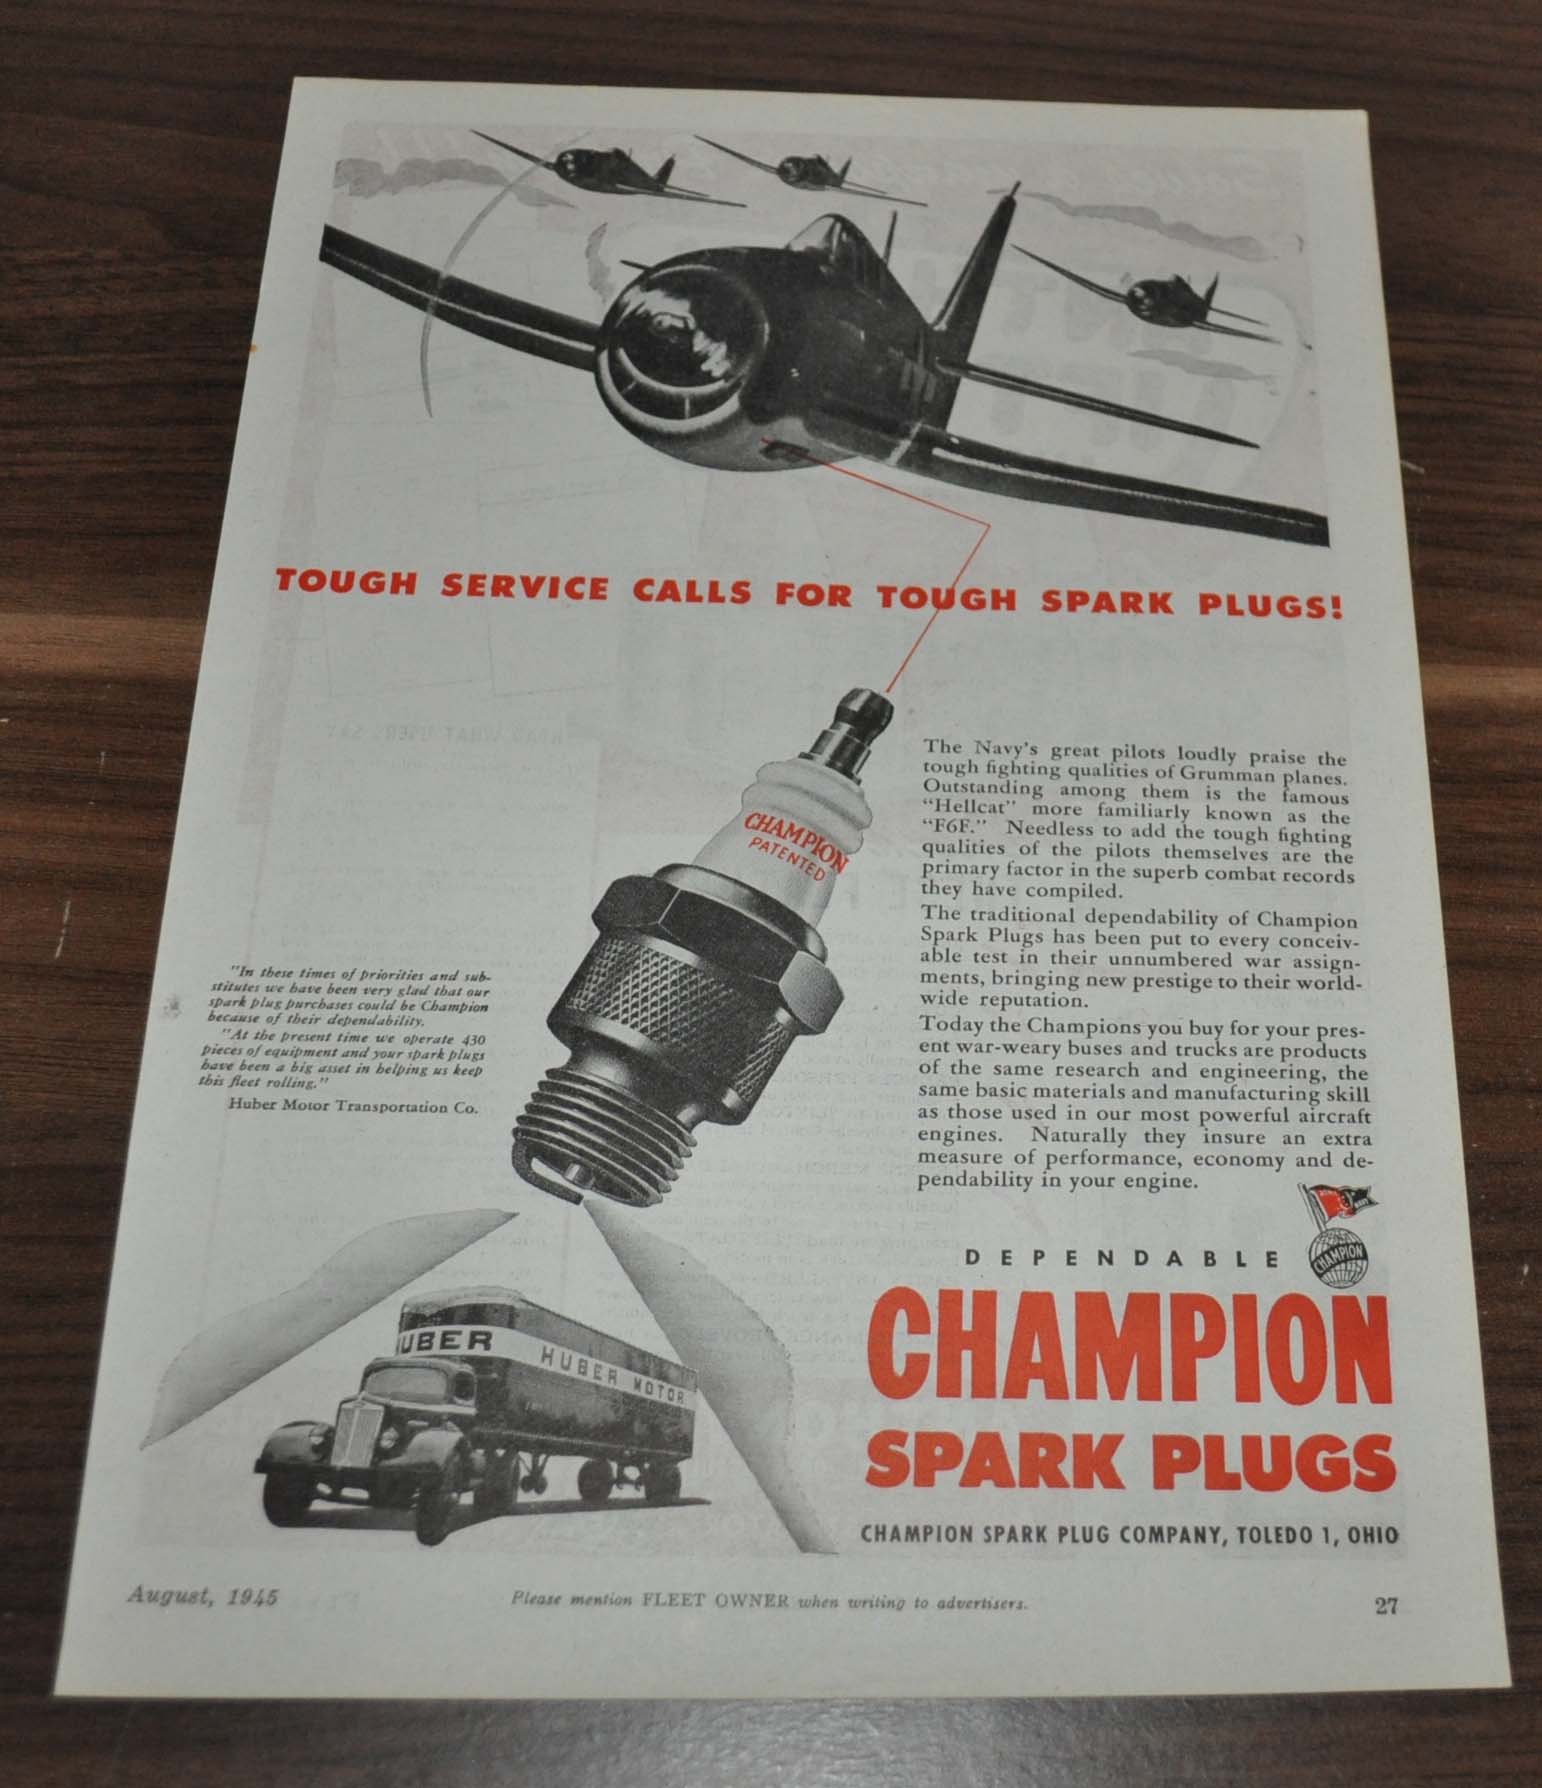 TOUGH SERVICE CALLS FOR TOUGH SPARK PLUGS!
CHAMPION
PATENTED
The Navy's great pilots loudly praise the
tough fighting qualities of Grumman planes.
Outstanding among them is the famous
"Hellcat" more familiarly known as the
"F6F." Needless to add the tough fighting
qualities of the pilots themselves are the
primary factor in the superb combat records
they have compiled.
The traditional dependability of Champion
Spark Plugs has been put to every conceiv-
able test in their unnumbered war assign-
ments, bringing new prestige to their world-
wide reputation.
Today the Champions you buy for your pres-
ent war-weary buses and trucks are products
of the same research and engineering, the
same basic materials and manufacturing skill
as those used in our most powerful aircraft
engines. Naturally they insure an extra
measure of performance, economy and de-
pendability in your engine.
"In these times of priorities and sub-
stitutes we have been very glad that our
spark plug purchases could be Champion
because of their dependability.
"At the present time we operate 430
pieces of equipment and your spark plugs
have been a big asset in helping us keep
this fleet rolling."
Huber Motor Transportation Co.
UBER
HUBER MOTOR
DEPENDABLE
CHAMPION
CHAMPION
SPARK PLUGS
CHAMPION SPARK PLUG COMPANY, TOLEDO 1, OHIO
August, 1945
Please mention FLEET OWNER when writing to advertisers.
27